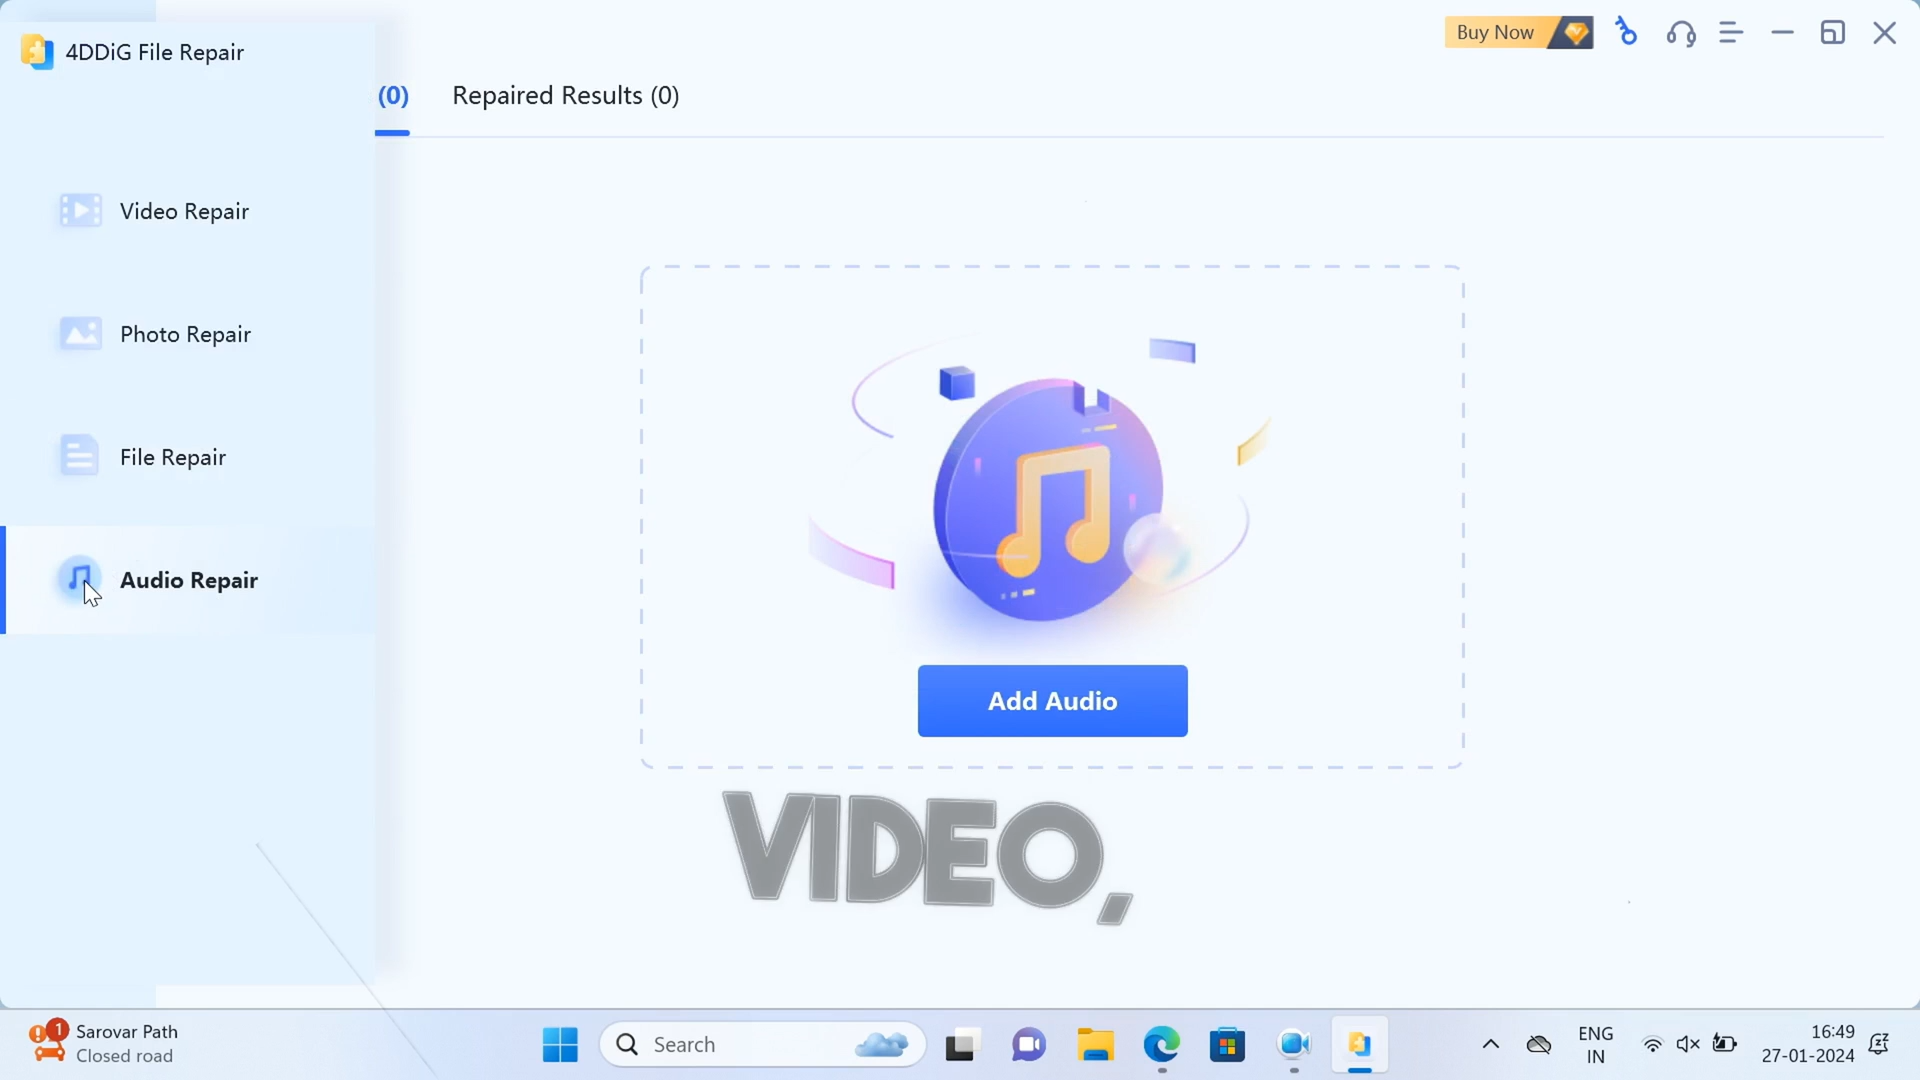 4DDiG File Repair
Buy Now
(0)
Repaired Results (0)
Video Repair
Photo Repair
File Repair
Audio Repair
Add Audio
VIDEO,
1
Sarovar Path
Closed road
Search
ENG
IN
16:49
27-01-2024